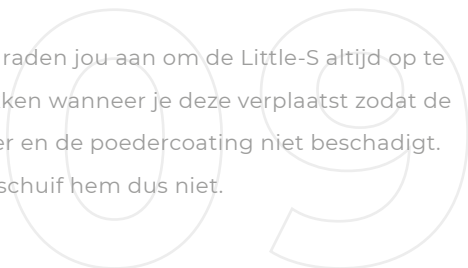 09
raden jou aan om de Little-S altijd op te
ken wanneer je deze verplaatst zodat de
er en de poedercoating niet beschadigt.
schuif hem dus niet.